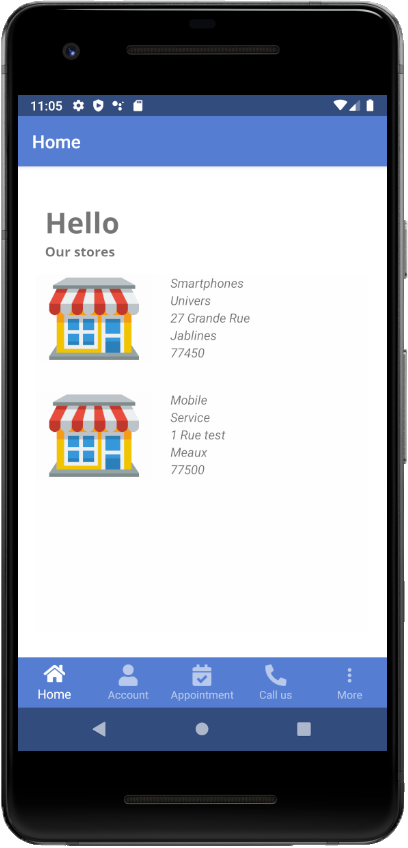 11:05
Home
Hello
Our stores
Smartphones
Univers
27 Grande Rue
Jablines
77450
Mobile
Service
1 Rue test
Meaux
77500
Home
Account
Appointment
Call us
More